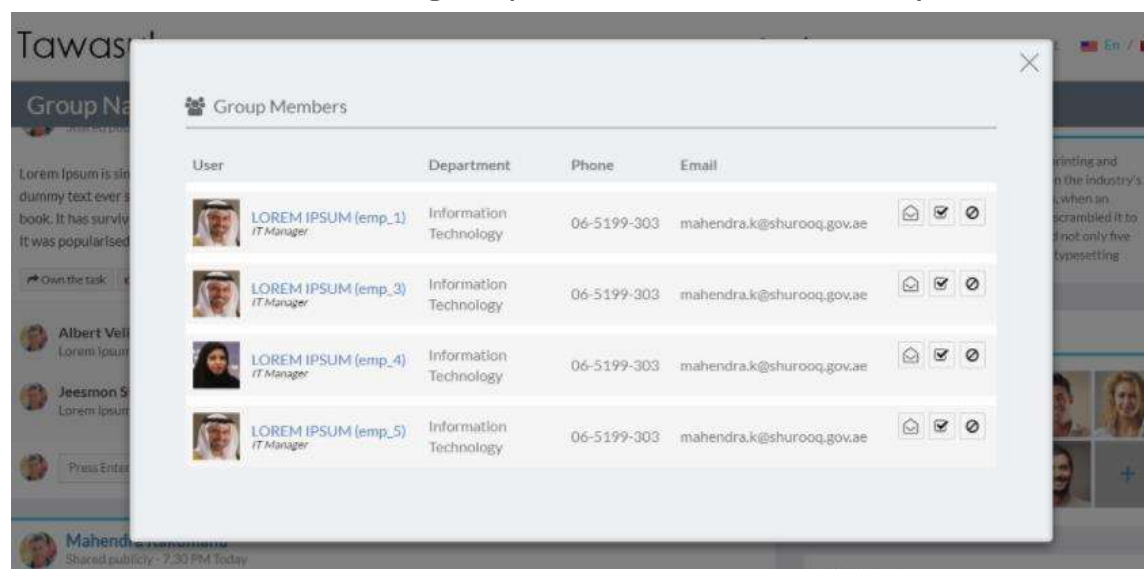 Tawasul
En /
Group Na
Group Members
User Department Phone Email
LOREM IPSUM (emp_1)
IT Manager
Information
Technology
06-5199-303
mahendra.k@shurooq.gov.ae
LOREM IPSUM (emp_3)
IT Manager
Information
Technology
06-5199-303
mahendra.k@shurooq.gov.ae
LOREM IPSUM (emp_4)
IT Manager
Information
Technology
06-5199-303
mahendra.k@shurooq.gov.ae
LOREM IPSUM (emp_5)
IT Manager
Information
Technology
06-5199-303
mahendra.k@shurooq.gov.ae
Lorem Ipsum is sin
dummy text ever s
book. It has surviv
It was popularised
Own the task
Albert Veli
Lorem Ipsum
Jeesmon S
Lorem Ipsum
Press Enter
Mahendra
Shared publicly - 7.30 PM Today
rinting and
n the industry's
, when an
scrambled it to
d not only five
typesetting